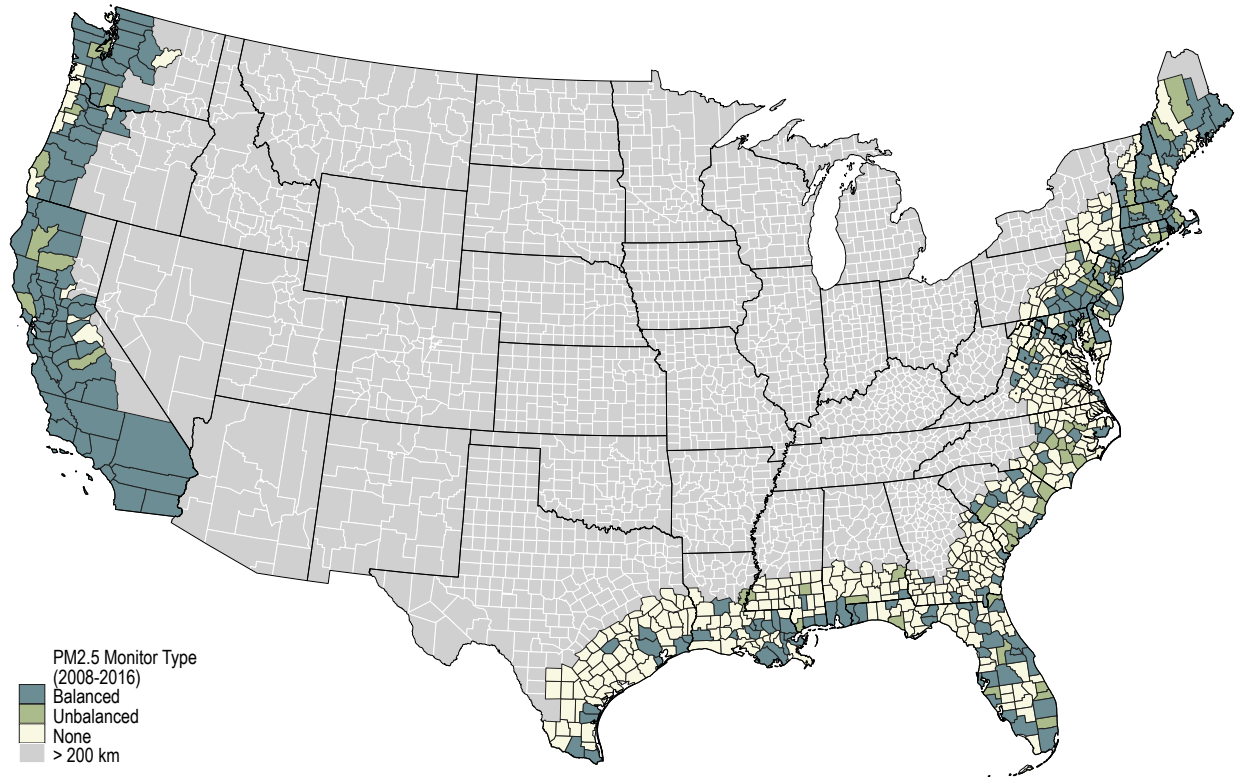 PM2.5 Monitor Type
(2008-2016)
Balanced
Unbalanced
None
> 200 km